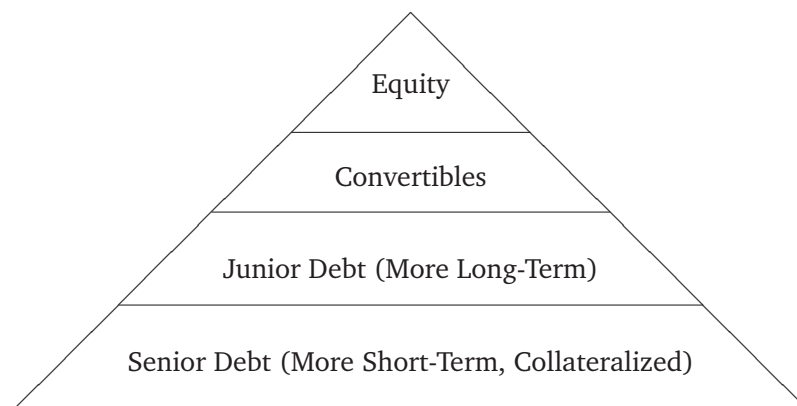 Equity
Convertibles
Junior Debt (More Long-Term)
Senior Debt (More Short-Term, Collateralized)